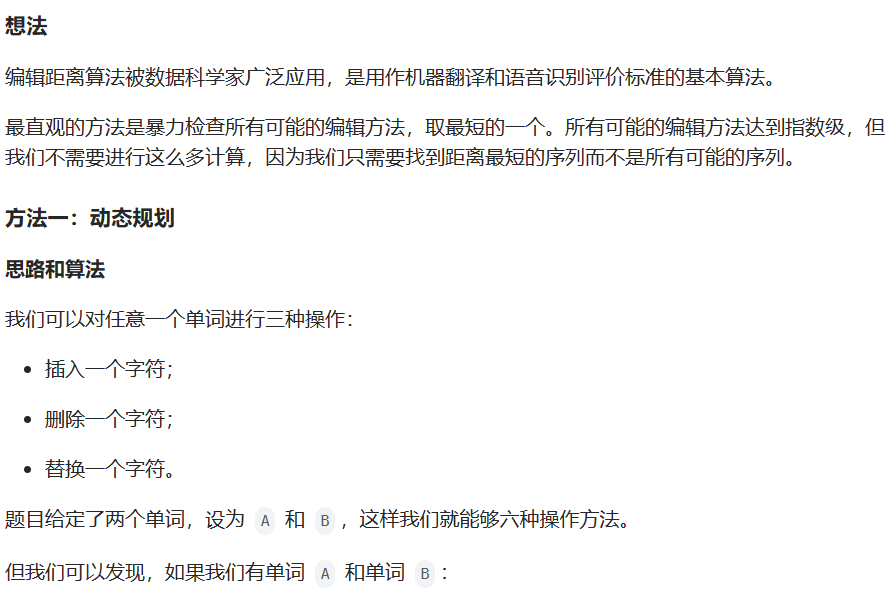 想法
编辑距离算法被数据科学家广泛应用，是用作机器翻译和语音识别评价标准的基本算法。
最直观的方法是暴力检查所有可能的编辑方法，取最短的一个。所有可能的编辑方法达到指数级，但
我们不需要进行这么多计算，因为我们只需要找到距离最短的序列而不是所有可能的序列。
方法一：动态规划
思路和算法
我们可以对任意一个单词进行三种操作：
• 插入一个字符；
• 删除一个字符；
• 替换一个字符。
题目给定了两个单词，设为 A 和 B ，这样我们就能够六种操作方法。
但我们可以发现，如果我们有单词 A 和单词 B ：